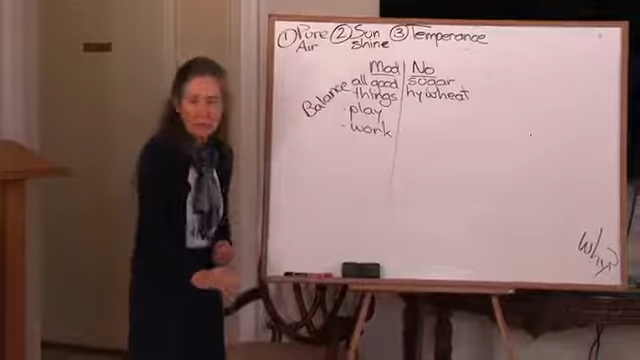 ① Pure Air ② Sun shine ③ Temperance
Mod No
Balance all good things
sugar
hy wheat
· play
· work
Why?